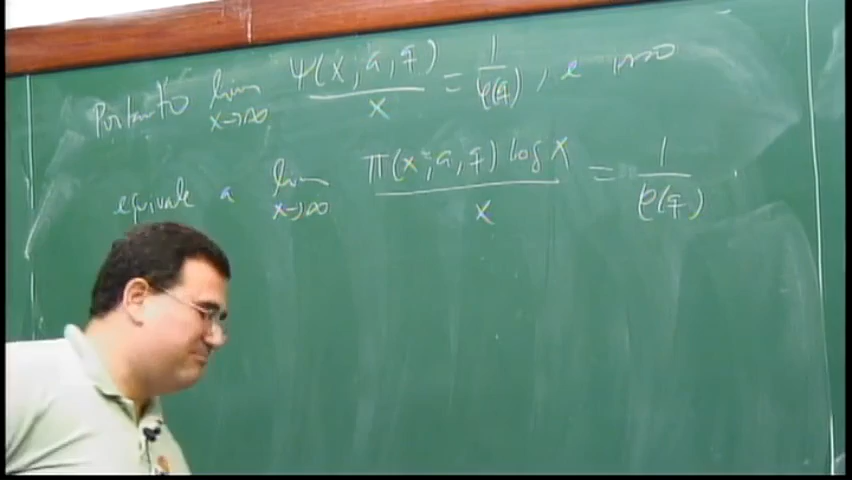 Portanto lim x→∞ ψ(x, a, q) / x = 1 / φ(q), e isso
equivale a lim x→∞ π(x, a, q) log x / x = 1 / φ(q)